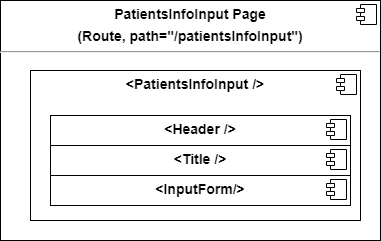 PatientsInfoInput Page
(Route, path="/patientsInfoInput")
<PatientsInfoInput />
<Header />
<Title />
<InputForm/>